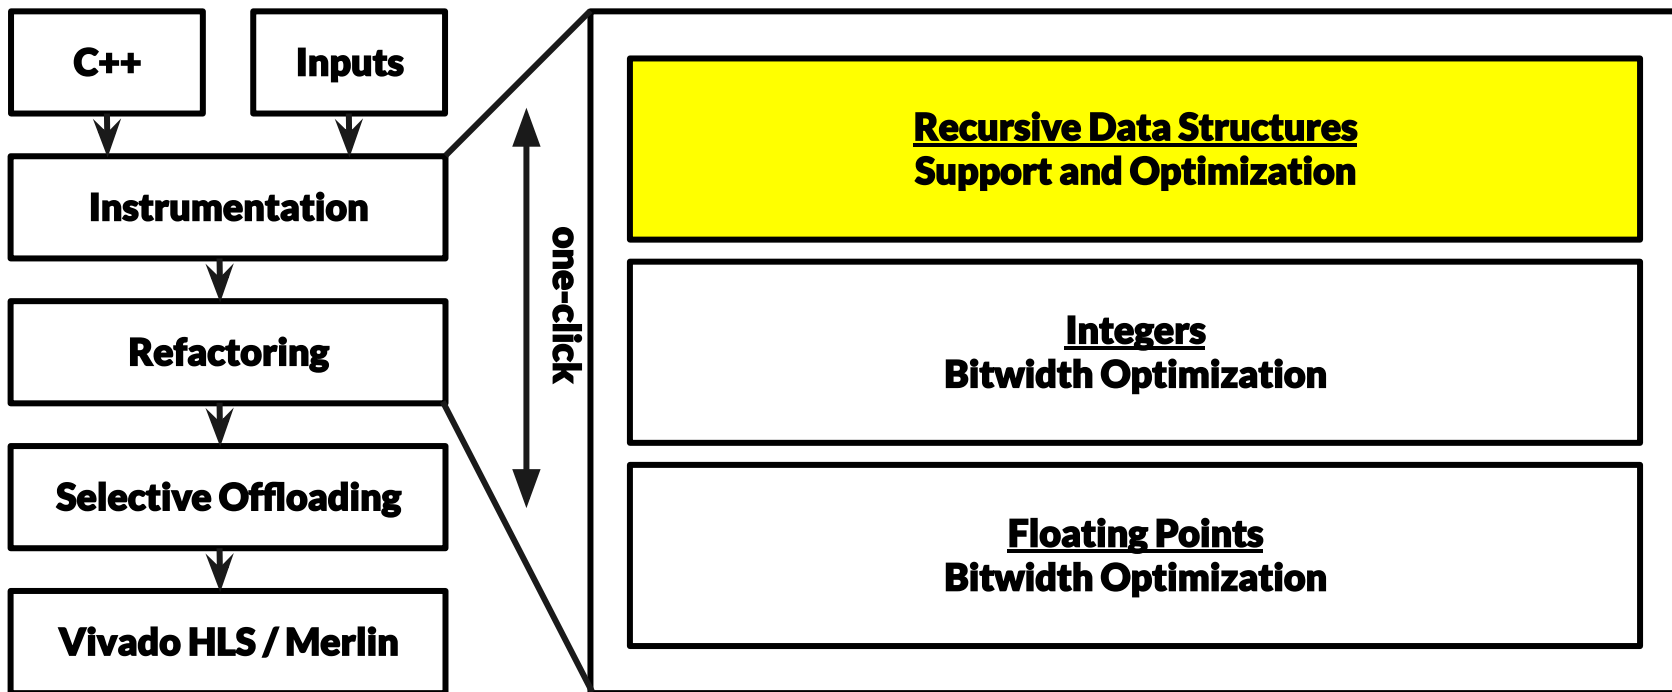 C++
Inputs
Instrumentation
Refactoring
Selective Offloading
Vivado HLS / Merlin
one-click
Recursive Data Structures
Support and Optimization
Integers
Bitwidth Optimization
Floating Points
Bitwidth Optimization